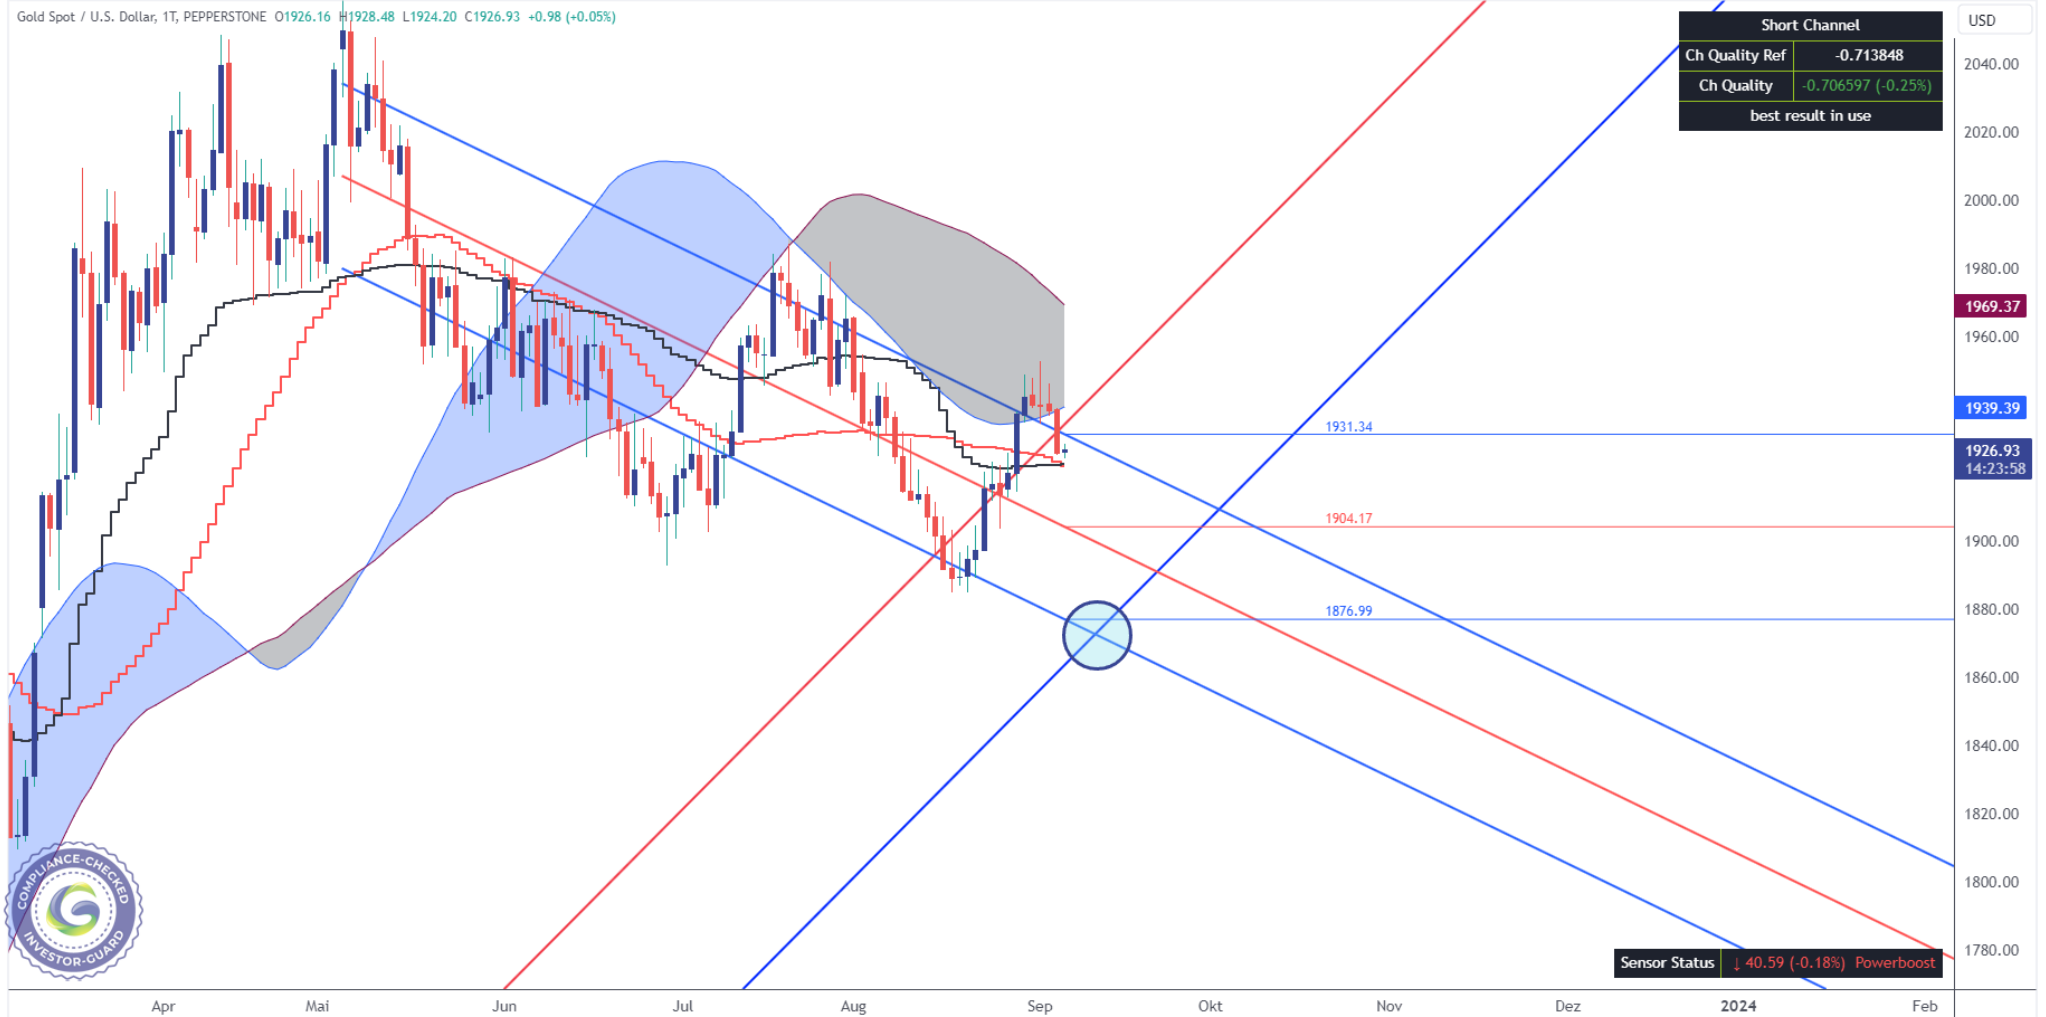 Gold Spot / U.S. Dollar, 1T, PEPPERSTONE O1926.16 H1928.48 L1924.20 C1926.93 +0.98 (+0.05%)
Short Channel
Ch Quality Ref -0.713848
Ch Quality -0.706597 (-0.25%)
best result in use
USD
2040.00
2020.00
2000.00
1980.00
1969.37
1960.00
1939.39
1931.34
1926.93
14:23:58
1904.17
1900.00
1876.99
1880.00
1860.00
1840.00
1820.00
1800.00
1780.00
COMPLIANCE-CHECKED
INVESTOR-GUARD
Sensor Status ↓ 40.59 (-0.18%) Powerboost
Apr Mai Jun Jul Aug Sep Okt Nov Dez 2024 Feb